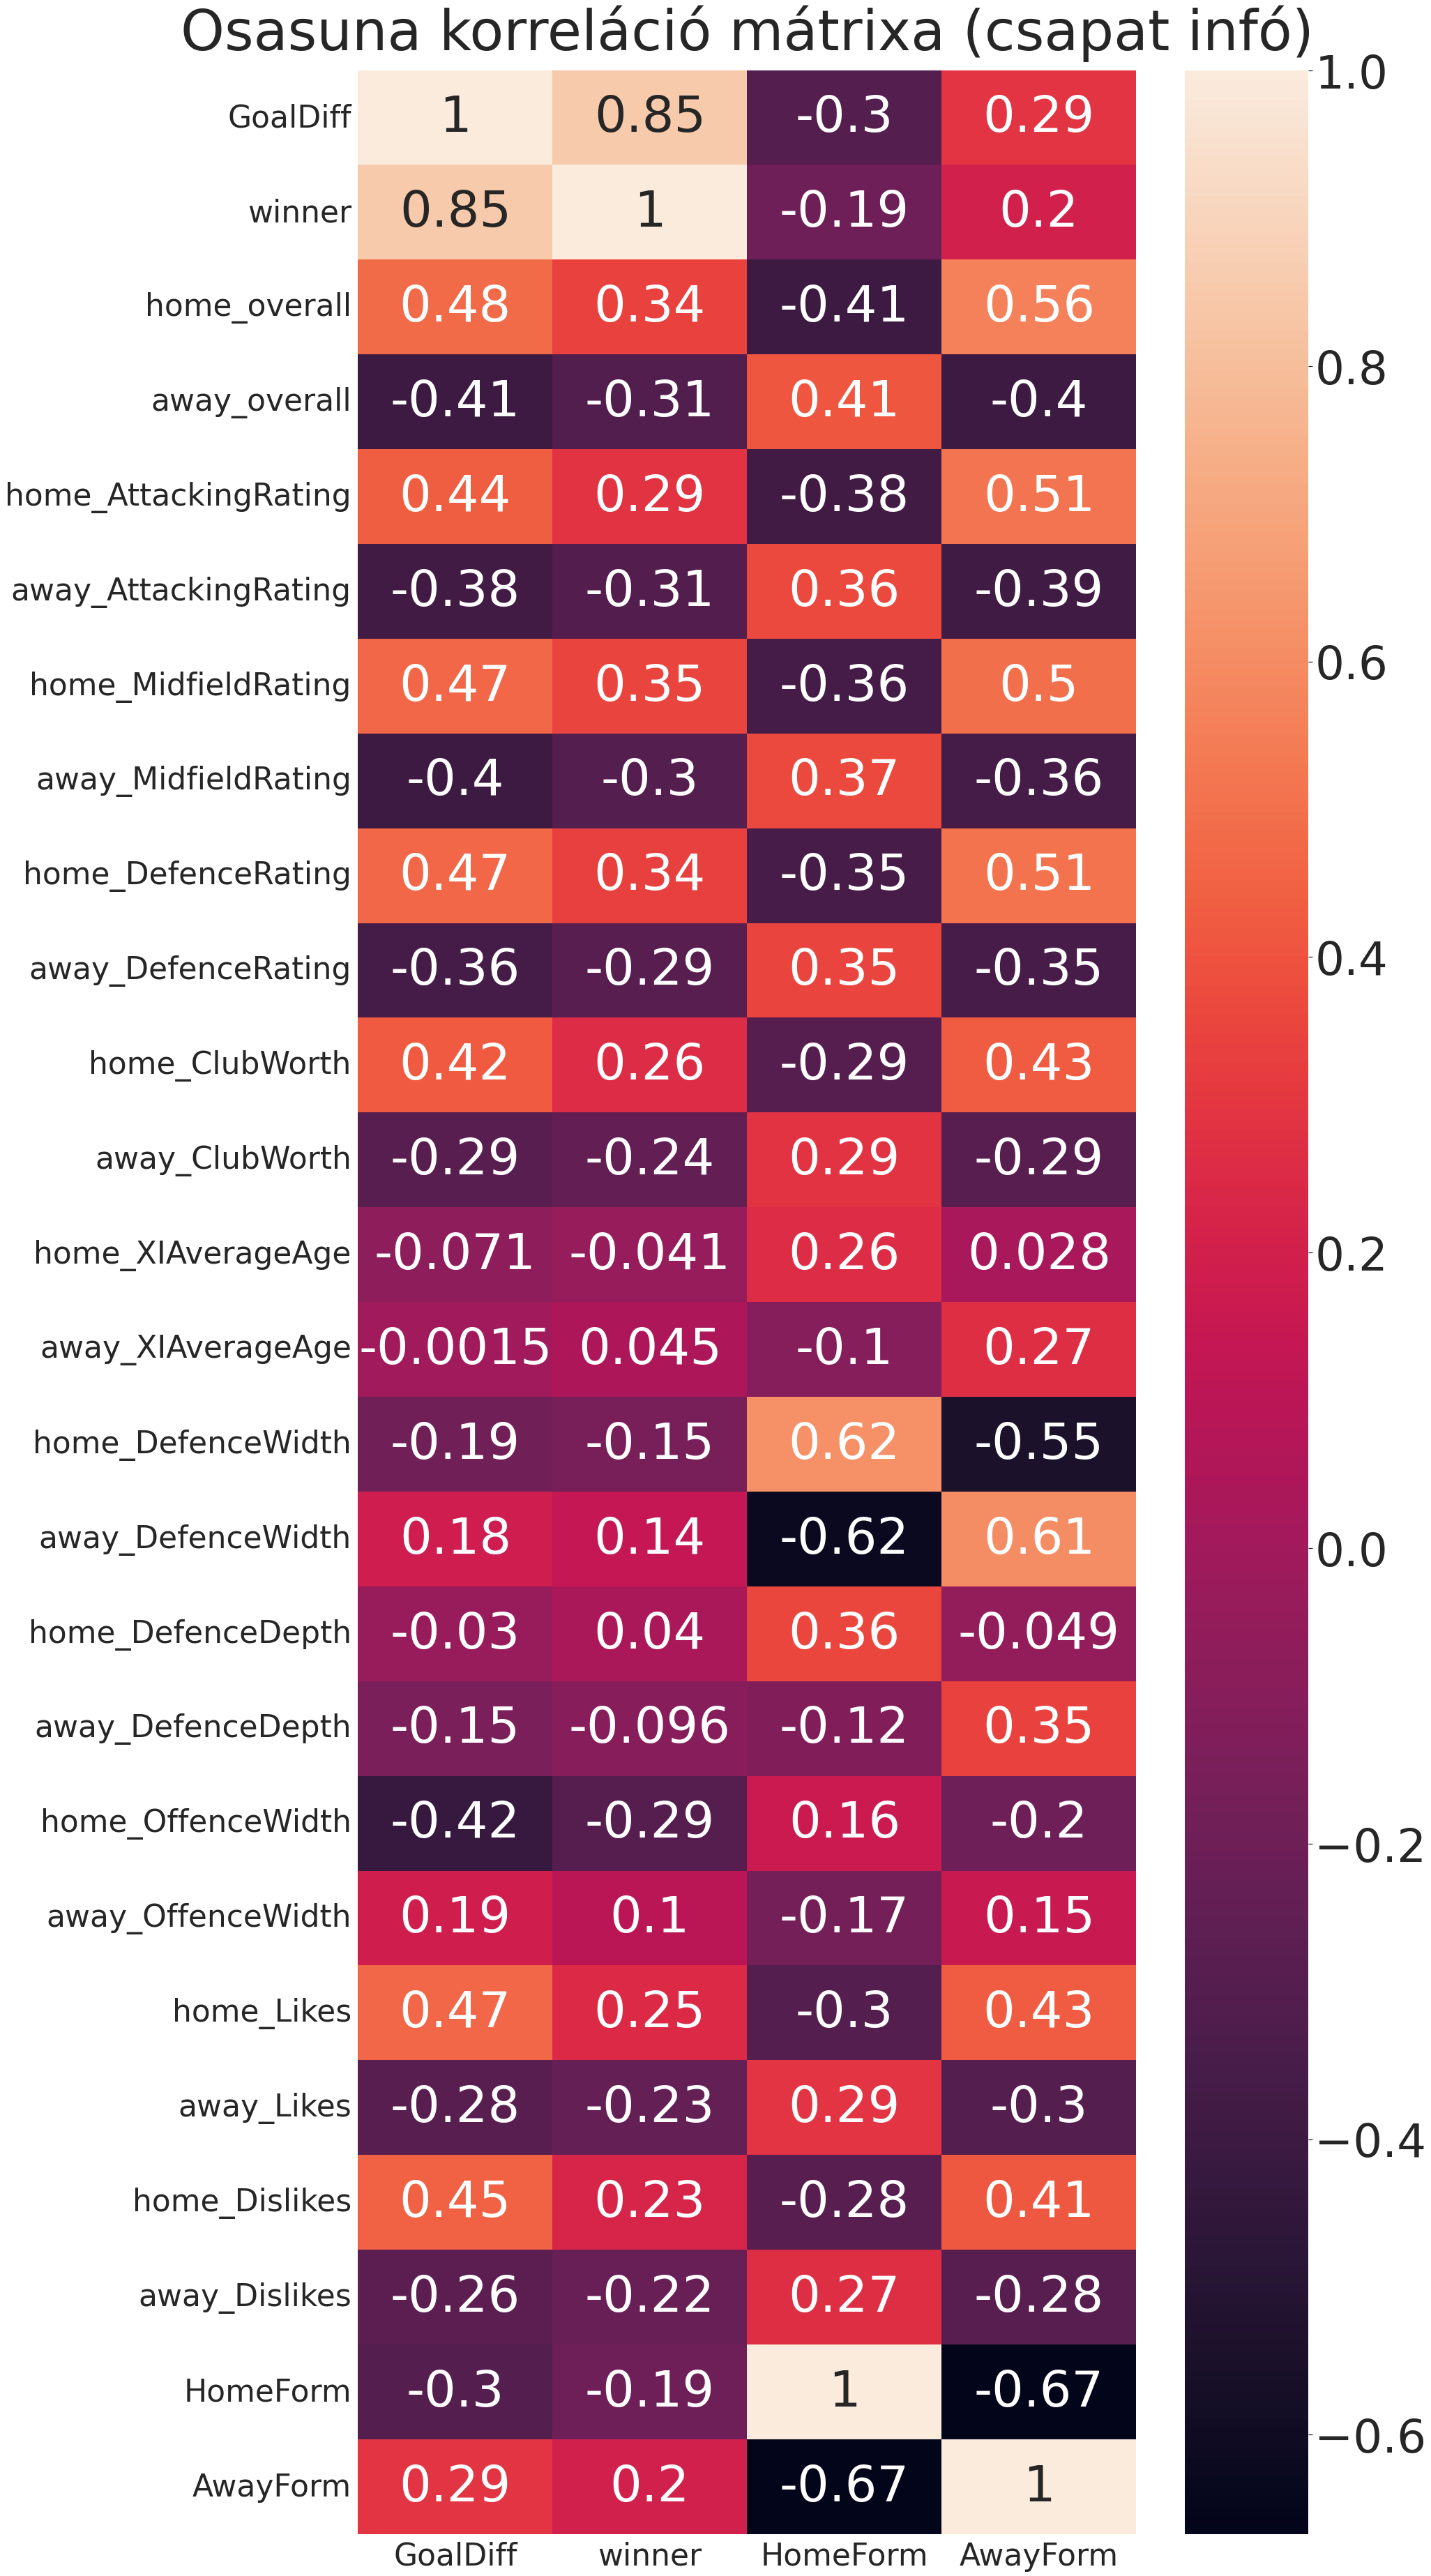 Osasuna korreláció mátrixa (csapat infó)
GoalDiff 1 0.85 -0.3 0.29
winner 0.85 1 -0.19 0.2
home_overall 0.48 0.34 -0.41 0.56
away_overall -0.41 -0.31 0.41 -0.4
home_AttackingRating 0.44 0.29 -0.38 0.51
away_AttackingRating -0.38 -0.31 0.36 -0.39
home_MidfieldRating 0.47 0.35 -0.36 0.5
away_MidfieldRating -0.4 -0.3 0.37 -0.36
home_DefenceRating 0.47 0.34 -0.35 0.51
away_DefenceRating -0.36 -0.29 0.35 -0.35
home_ClubWorth 0.42 0.26 -0.29 0.43
away_ClubWorth -0.29 -0.24 0.29 -0.29
home_XIAverageAge -0.071 -0.041 0.26 0.028
away_XIAverageAge -0.0015 0.045 -0.1 0.27
home_DefenceWidth -0.19 -0.15 0.62 -0.55
away_DefenceWidth 0.18 0.14 -0.62 0.61
home_DefenceDepth -0.03 0.04 0.36 -0.049
away_DefenceDepth -0.15 -0.096 -0.12 0.35
home_OffenceWidth -0.42 -0.29 0.16 -0.2
away_OffenceWidth 0.19 0.1 -0.17 0.15
home_Likes 0.47 0.25 -0.3 0.43
away_Likes -0.28 -0.23 0.29 -0.3
home_Dislikes 0.45 0.23 -0.28 0.41
away_Dislikes -0.26 -0.22 0.27 -0.28
HomeForm -0.3 -0.19 1 -0.67
AwayForm 0.29 0.2 -0.67 1
GoalDiff winner HomeForm AwayForm
1.0
0.8
0.6
0.4
0.2
0.0
−0.2
−0.4
−0.6